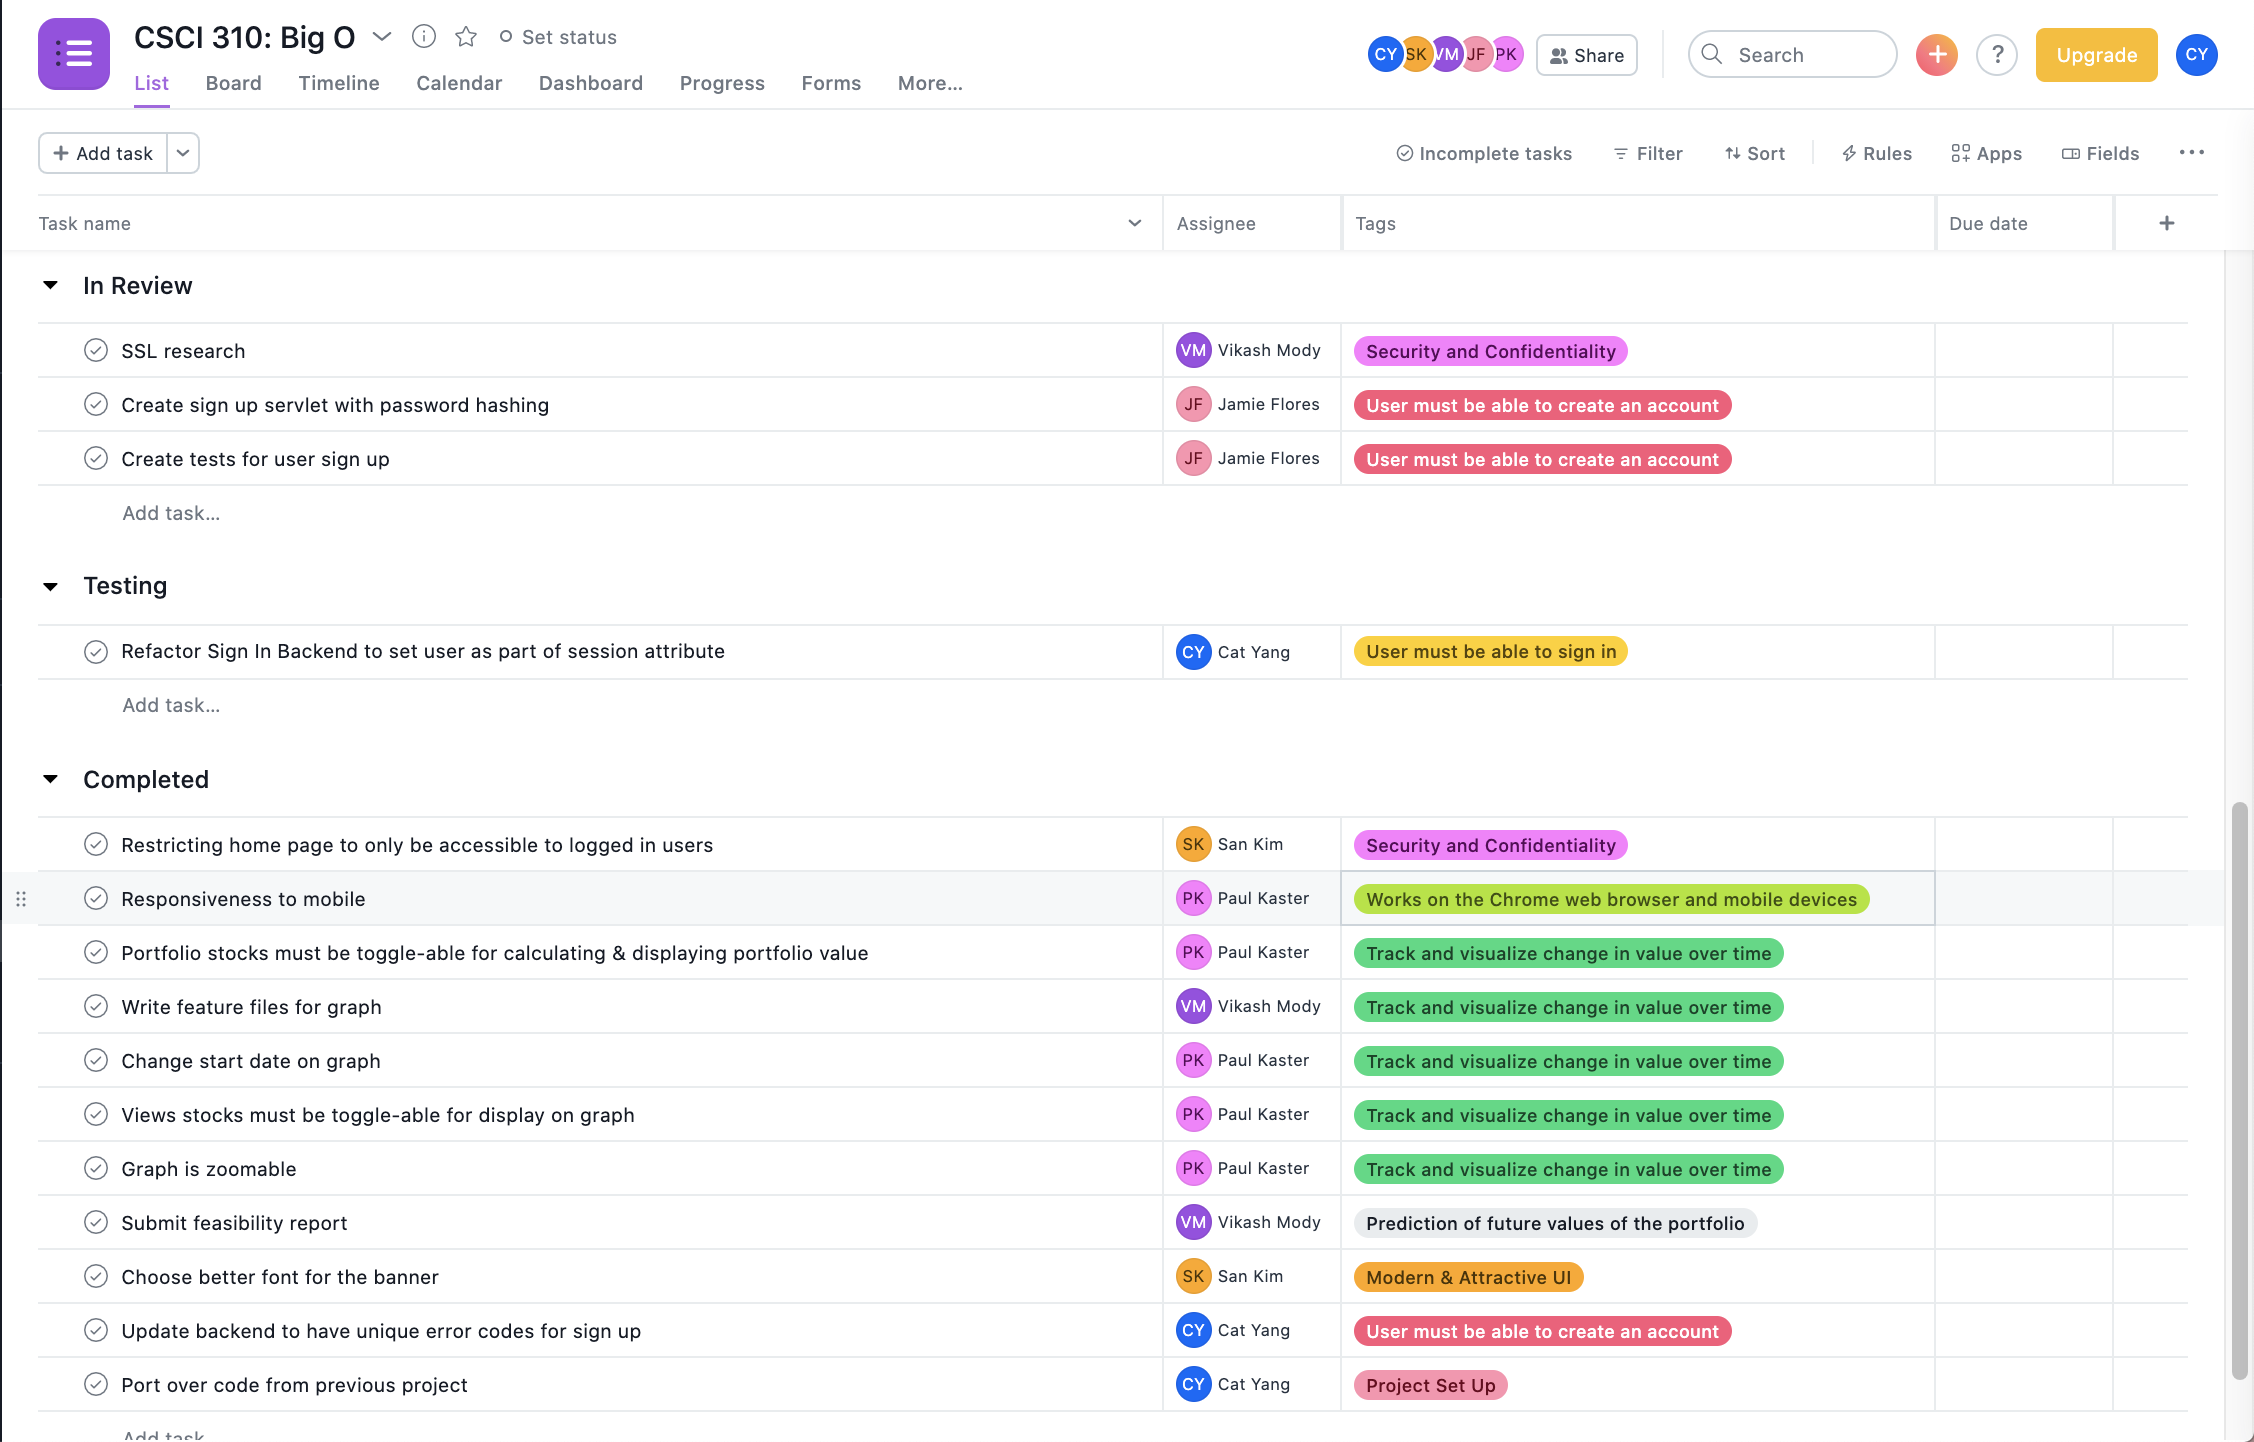 CSCI 310: Big O
Set status
List Board Timeline Calendar Dashboard Progress Forms More...
CY SK VM JF PK Share Search ? Upgrade CY
Add task
Incomplete tasks Filter Sort Rules Apps Fields
Task name Assignee Tags Due date
In Review
SSL research VM Vikash Mody Security and Confidentiality
Create sign up servlet with password hashing JF Jamie Flores User must be able to create an account
Create tests for user sign up JF Jamie Flores User must be able to create an account
Add task...
Testing
Refactor Sign In Backend to set user as part of session attribute CY Cat Yang User must be able to sign in
Add task...
Completed
Restricting home page to only be accessible to logged in users SK San Kim Security and Confidentiality
Responsiveness to mobile PK Paul Kaster Works on the Chrome web browser and mobile devices
Portfolio stocks must be toggle-able for calculating & displaying portfolio value PK Paul Kaster Track and visualize change in value over time
Write feature files for graph VM Vikash Mody Track and visualize change in value over time
Change start date on graph PK Paul Kaster Track and visualize change in value over time
Views stocks must be toggle-able for display on graph PK Paul Kaster Track and visualize change in value over time
Graph is zoomable PK Paul Kaster Track and visualize change in value over time
Submit feasibility report VM Vikash Mody Prediction of future values of the portfolio
Choose better font for the banner SK San Kim Modern & Attractive UI
Update backend to have unique error codes for sign up CY Cat Yang User must be able to create an account
Port over code from previous project CY Cat Yang Project Set Up
Add task